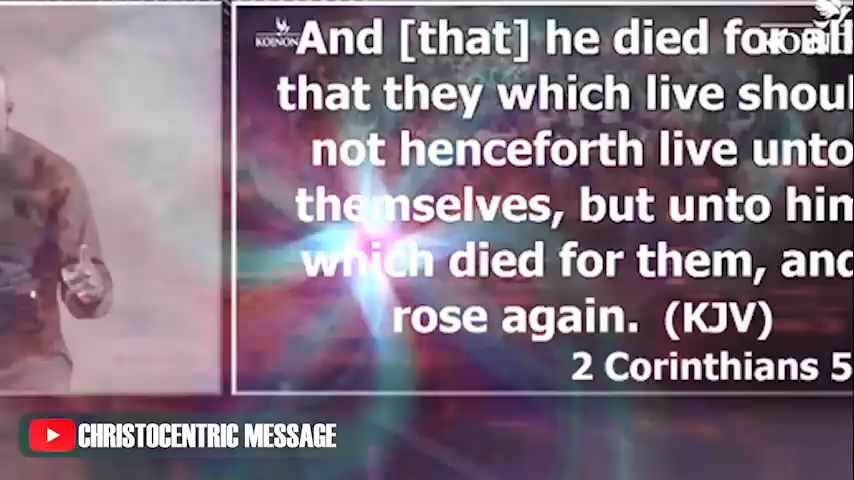 And [that] he died for all
that they which live shoul
not henceforth live unto
themselves, but unto him
which died for them, and
rose again. (KJV)
2 Corinthians 5
CHRISTOCENTRIC MESSAGE